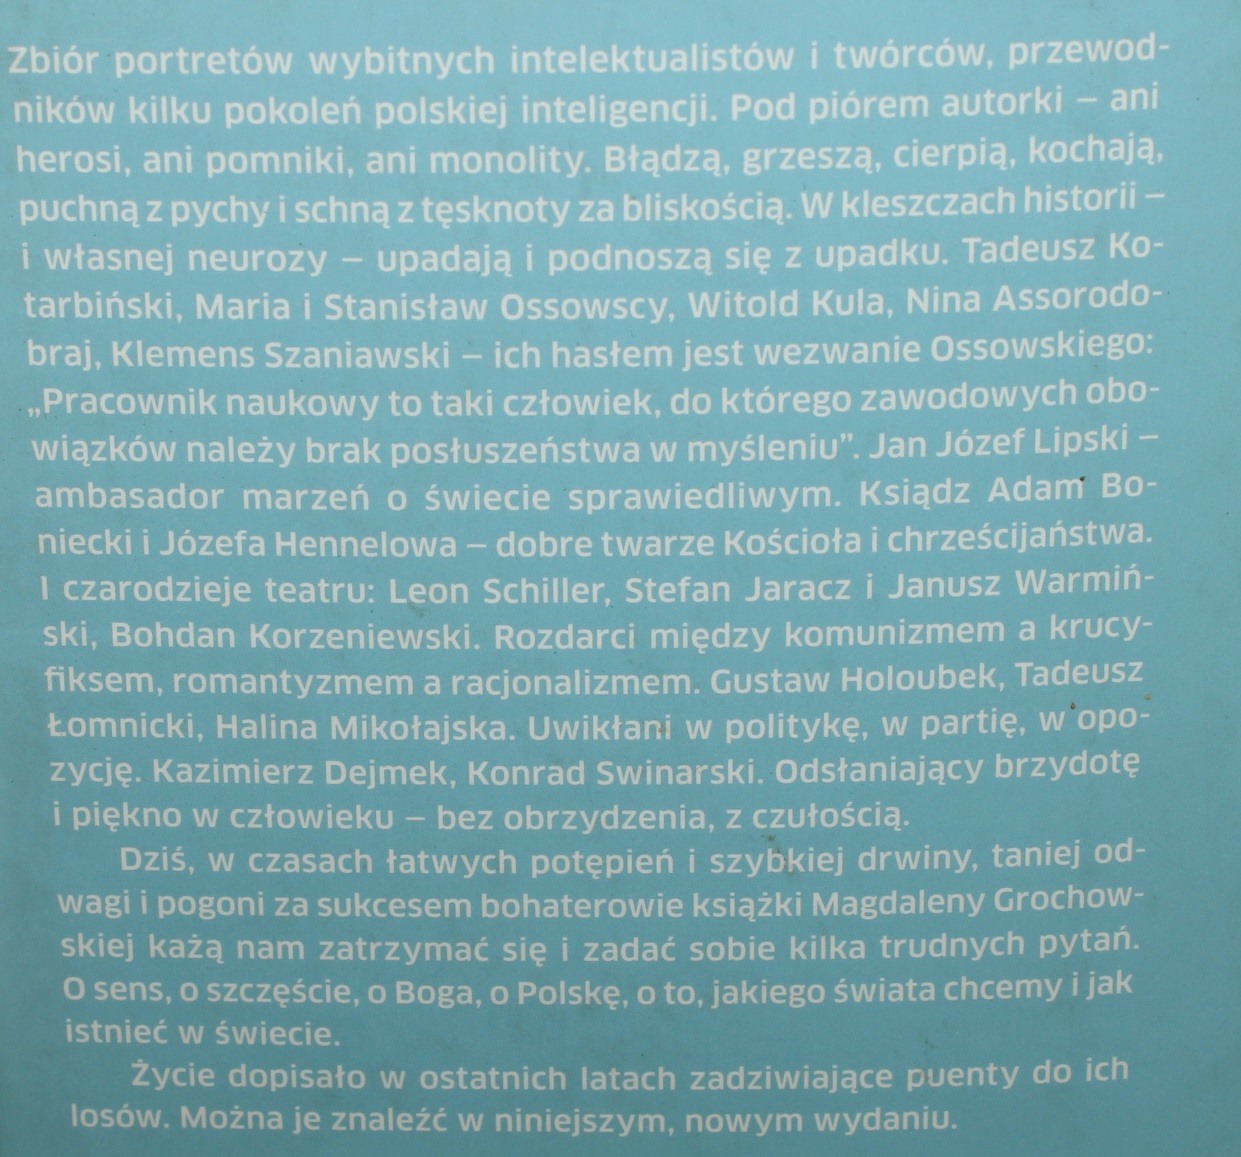 Zbiór portretów wybitnych intelektualistów i twórców, przewod-
ników kilku pokoleń polskiej inteligencji. Pod piórem autorki – ani
herosi, ani pomniki, ani monolity. Błądzą, grzeszą, cierpią, kochają,
puchną z pychy i schną z tęsknoty za bliskością. W kleszczach historii –
i własnej neurozy – upadają i podnoszą się z upadku. Tadeusz Ko-
tarbiński, Maria i Stanisław Ossowscy, Witold Kula, Nina Assorodo-
braj, Klemens Szaniawski – ich hasłem jest wezwanie Ossowskiego:
„Pracownik naukowy to taki człowiek, do którego zawodowych obo-
wiązków należy brak posłuszeństwa w myśleniu”. Jan Józef Lipski –
ambasador marzeń o świecie sprawiedliwym. Ksiądz Adam Bo-
niecki i Józefa Hennelowa – dobre twarze Kościoła i chrześcijaństwa.
I czarodzieje teatru: Leon Schiller, Stefan Jaracz i Janusz Warmiń-
ski, Bohdan Korzeniewski. Rozdarci między komunizmem a krucy-
fiksem, romantyzmem a racjonalizmem. Gustaw Holoubek, Tadeusz
Łomnicki, Halina Mikołajska. Uwikłani w politykę, w partię, w opo-
zycję. Kazimierz Dejmek, Konrad Swinarski. Odsłaniający brzydotę
i piękno w człowieku – bez obrzydzenia, z czułością.
Dziś, w czasach łatwych potępień i szybkiej drwiny, taniej od-
wagi i pogoni za sukcesem bohaterowie książki Magdaleny Grochow-
skiej każą nam zatrzymać się i zadać sobie kilka trudnych pytań.
O sens, o szczęście, o Boga, o Polskę, o to, jakiego świata chcemy i jak
istnieć w świecie.
Życie dopisało w ostatnich latach zadziwiające puenty do ich
losów. Można je znaleźć w niniejszym, nowym wydaniu.